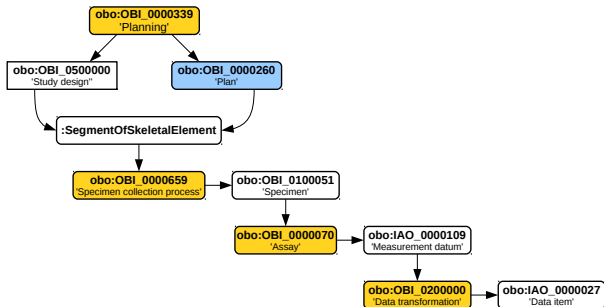 obo:OBI_0000339
'Planning'
obo:OBI_0500000
'Study design''
obo:OBI_0000260
'Plan'
:SegmentOfSkeletalElement
obo:OBI_0000659
'Specimen collection process'
obo:OBI_0100051
'Specimen'
obo:OBI_0000070
'Assay'
obo:IAO_0000109
'Measurement datum'
obo:OBI_0200000
'Data transformation'
obo:IAO_0000027
'Data item'